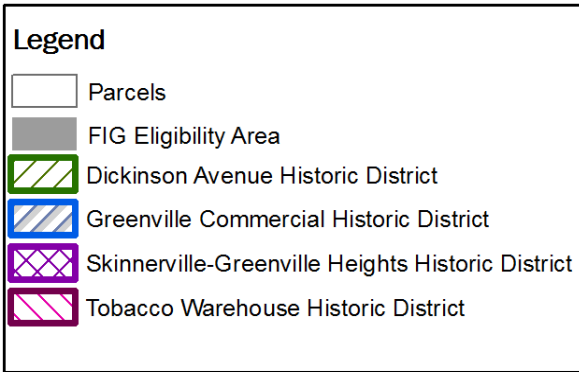 Legend
Parcels
FIG Eligibility Area
Dickinson Avenue Historic District
Greenville Commercial Historic District
Skinnerville-Greenville Heights Historic District
Tobacco Warehouse Historic District